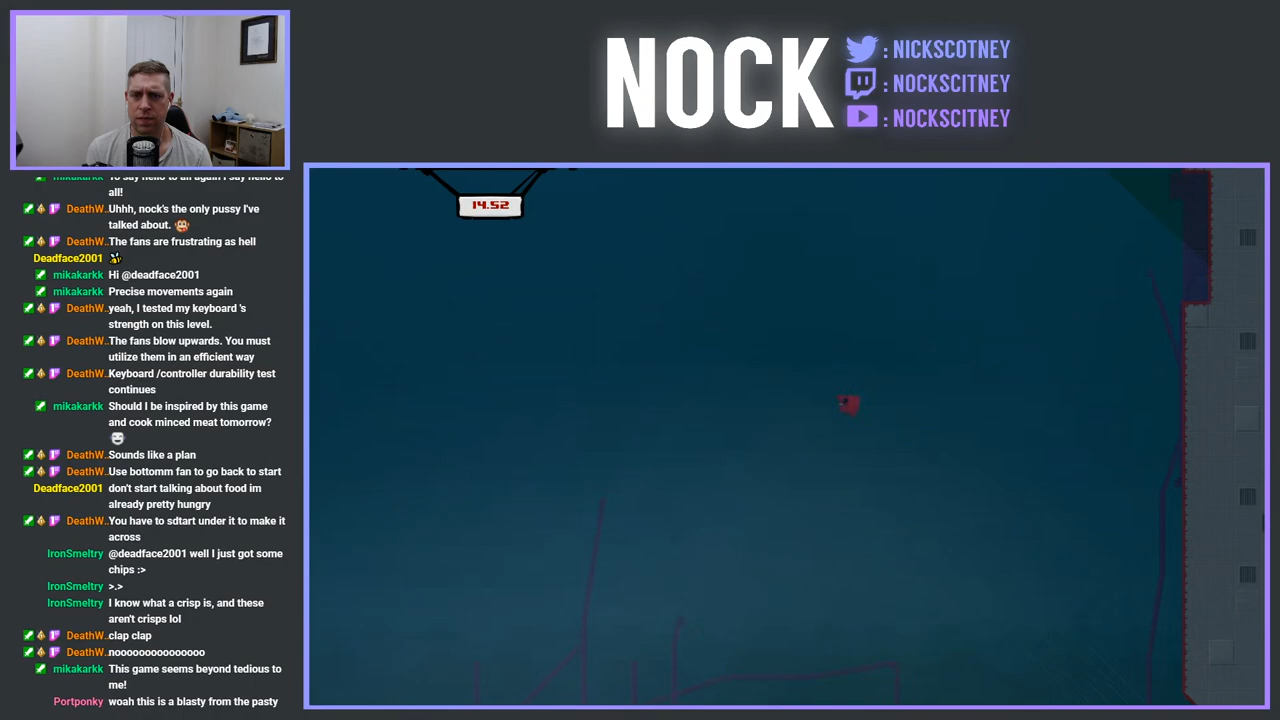 NOCK
: NICKSCOTNEY
: NOCKSCITNEY
: NOCKSCITNEY
14.52
mikakarkk To say hello to all again I say hello to
all!
DeathW.. Uhhh, nock's the only pussy I've
talked about.
DeathW.. The fans are frustrating as hell
Deadface2001
mikakarkk Hi @deadface2001
mikakarkk Precise movements again
DeathW.. yeah, I tested my keyboard 's
strength on this level.
DeathW.. The fans blow upwards. You must
utilize them in an efficient way
DeathW.. Keyboard /controller durability test
continues
mikakarkk Should I be inspired by this game
and cook minced meat tomorrow?
DeathW.. Sounds like a plan
DeathW.. Use bottomm fan to go back to start
Deadface2001 don't start talking about food im
already pretty hungry
DeathW.. You have to sdtart under it to make it
across
IronSmeltry @deadface2001 well I just got some
chips :>
IronSmeltry >.>
IronSmeltry I know what a crisp is, and these
aren't crisps lol
DeathW.. clap clap
DeathW.. nooooooooooooooo
mikakarkk This game seems beyond tedious to
me!
Portponky woah this is a blasty from the pasty